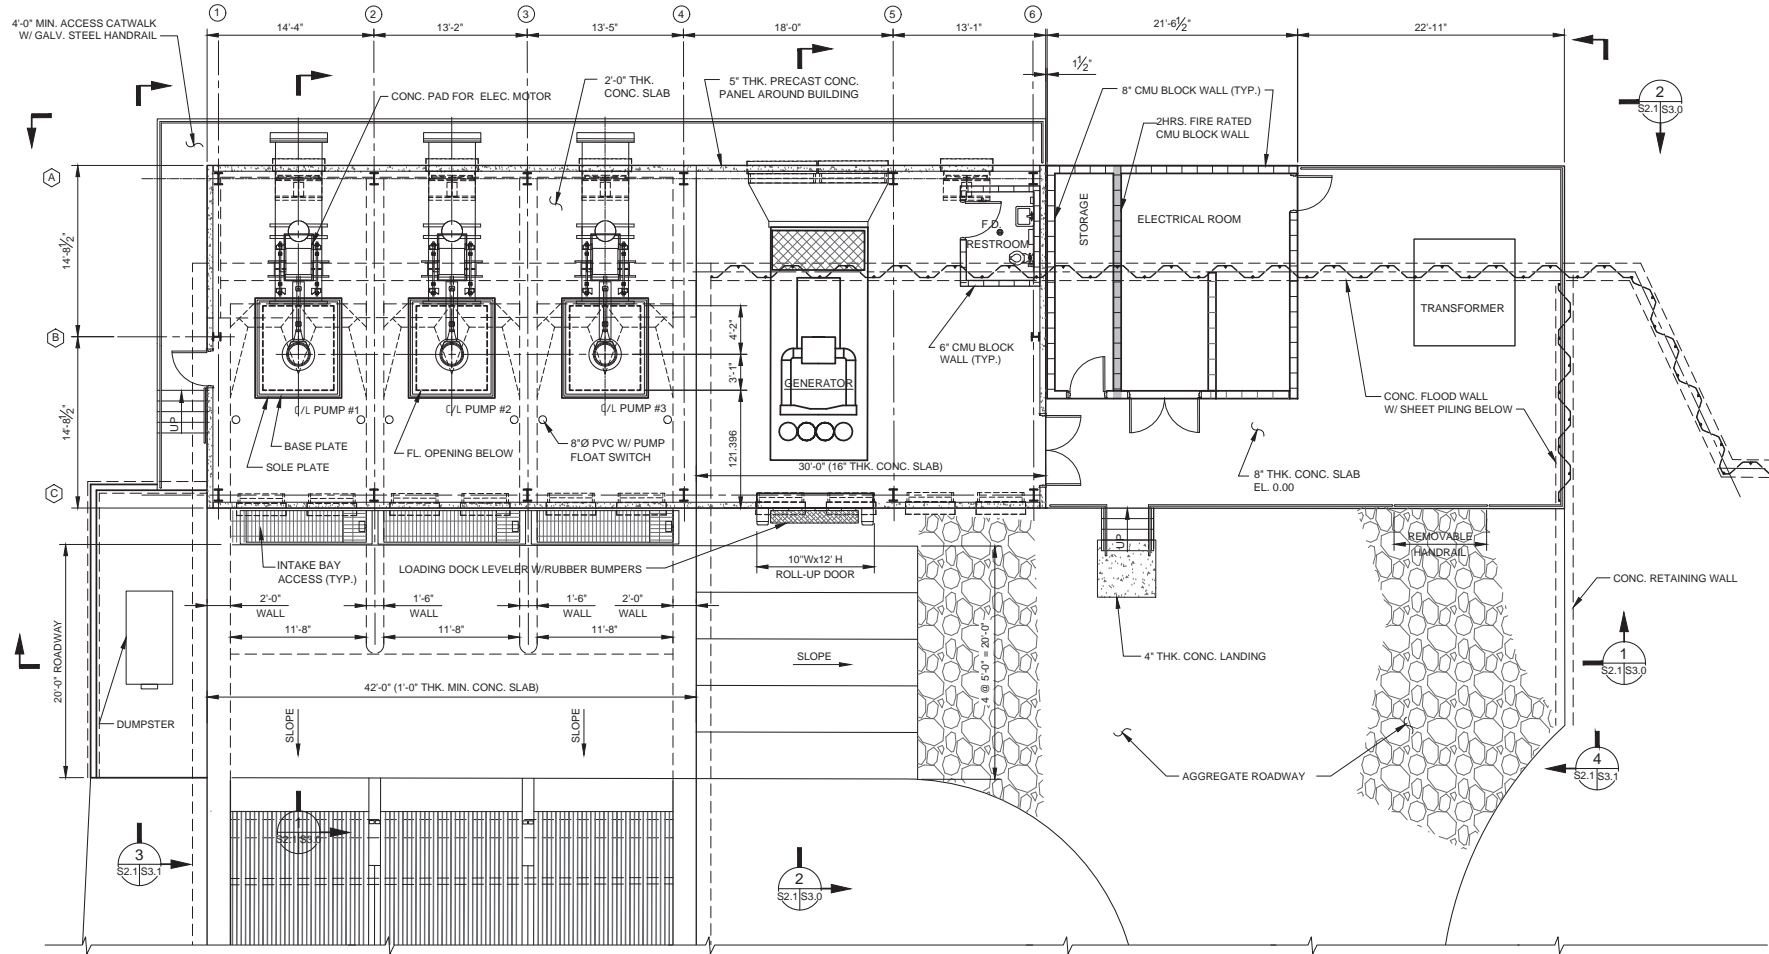 1
2
3
4
5
6
4'-0" MIN. ACCESS CATWALK
W/ GALV. STEEL HANDRAIL
14'-4"
13'-2"
13'-5"
18'-0"
13'-1"
21'-6½"
22'-11"
1½"
2'-0" THK.
CONC. SLAB
5" THK. PRECAST CONC.
PANEL AROUND BUILDING
CONC. PAD FOR ELEC. MOTOR
8" CMU BLOCK WALL (TYP.)
2HRS. FIRE RATED
CMU BLOCK WALL
2
S2.1 S3.0
A
B
C
14'-8½"
14'-8½"
STORAGE
ELECTRICAL ROOM
F.D.
RESTROOM
TRANSFORMER
6" CMU BLOCK
WALL (TYP.)
4'-2"
3'-1"
121.396
GENERATOR
CONC. FLOOD WALL
W/ SHEET PILING BELOW
C/L PUMP #1
C/L PUMP #2
C/L PUMP #3
UP
BASE PLATE
SOLE PLATE
FL. OPENING BELOW
8"Ø PVC W/ PUMP
FLOAT SWITCH
30'-0" (16" THK. CONC. SLAB)
8" THK. CONC. SLAB
EL. 0.00
UP
REMOVABLE
HANDRAIL
INTAKE BAY
ACCESS (TYP.)
LOADING DOCK LEVELER W/RUBBER BUMPERS
10"Wx12' H
ROLL-UP DOOR
CONC. RETAINING WALL
2'-0"
WALL
1'-6"
WALL
1'-6"
WALL
2'-0"
WALL
11'-8"
11'-8"
11'-8"
20'-0" ROADWAY
4 @ 5'-0" = 20'-0"
SLOPE
4" THK. CONC. LANDING
1
S2.1 S3.0
42'-0" (1'-0" THK. MIN. CONC. SLAB)
DUMPSTER
SLOPE
SLOPE
AGGREGATE ROADWAY
4
S2.1 S3.1
1
S2.1 S3.0
3
S2.1 S3.1
2
S2.1 S3.0